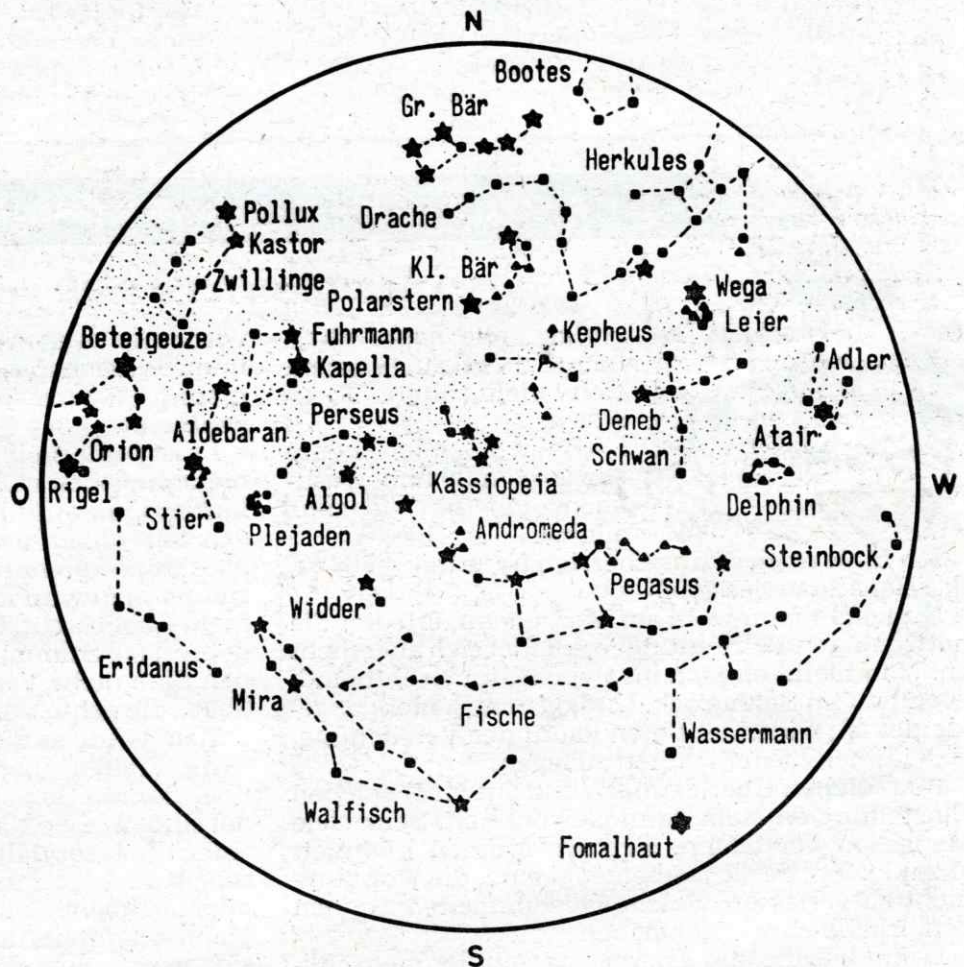 N
Bootes
Gr. Bär
Herkules
Drache
Pollux
Kastor
Kl. Bär
Zwillinge
Polarstern
Wega
Leier
Beteigeuze
Fuhrmann
Kepheus
Kapella
Adler
Perseus
Aldebaran
Deneb
Orion
Atair
Schwan
Algol
Kassiopeia
O
Rigel
W
Delphin
Stier
Plejaden
Andromeda
Steinbock
Pegasus
Widder
Eridanus
Mira
Fische
Wassermann
Walfisch
Fomalhaut
S